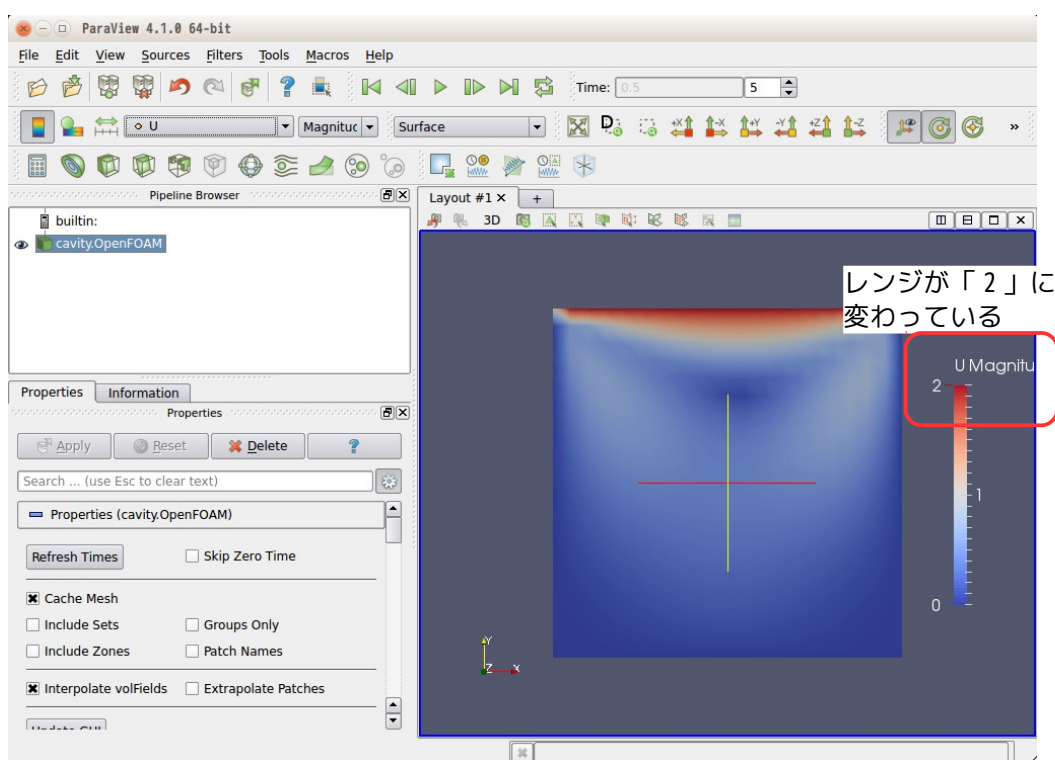 ParaView 4.1.0 64-bit
File Edit View Sources Filters Tools Macros Help
Time: 0.5 5
U Magnituc Surface
+X -X +Y -Y +Z -Z »
Pipeline Browser
Layout #1 × +
builtin:
3D
cavity.OpenFOAM
レンジが「2」に
変わっている
U Magnitu
2
1
0
Properties Information
Properties
Apply Reset Delete ?
Search ... (use Esc to clear text)
Properties (cavity.OpenFOAM)
Refresh Times Skip Zero Time
Cache Mesh
Include Sets Groups Only
Include Zones Patch Names
Interpolate volFields Extrapolate Patches
Y
Z X